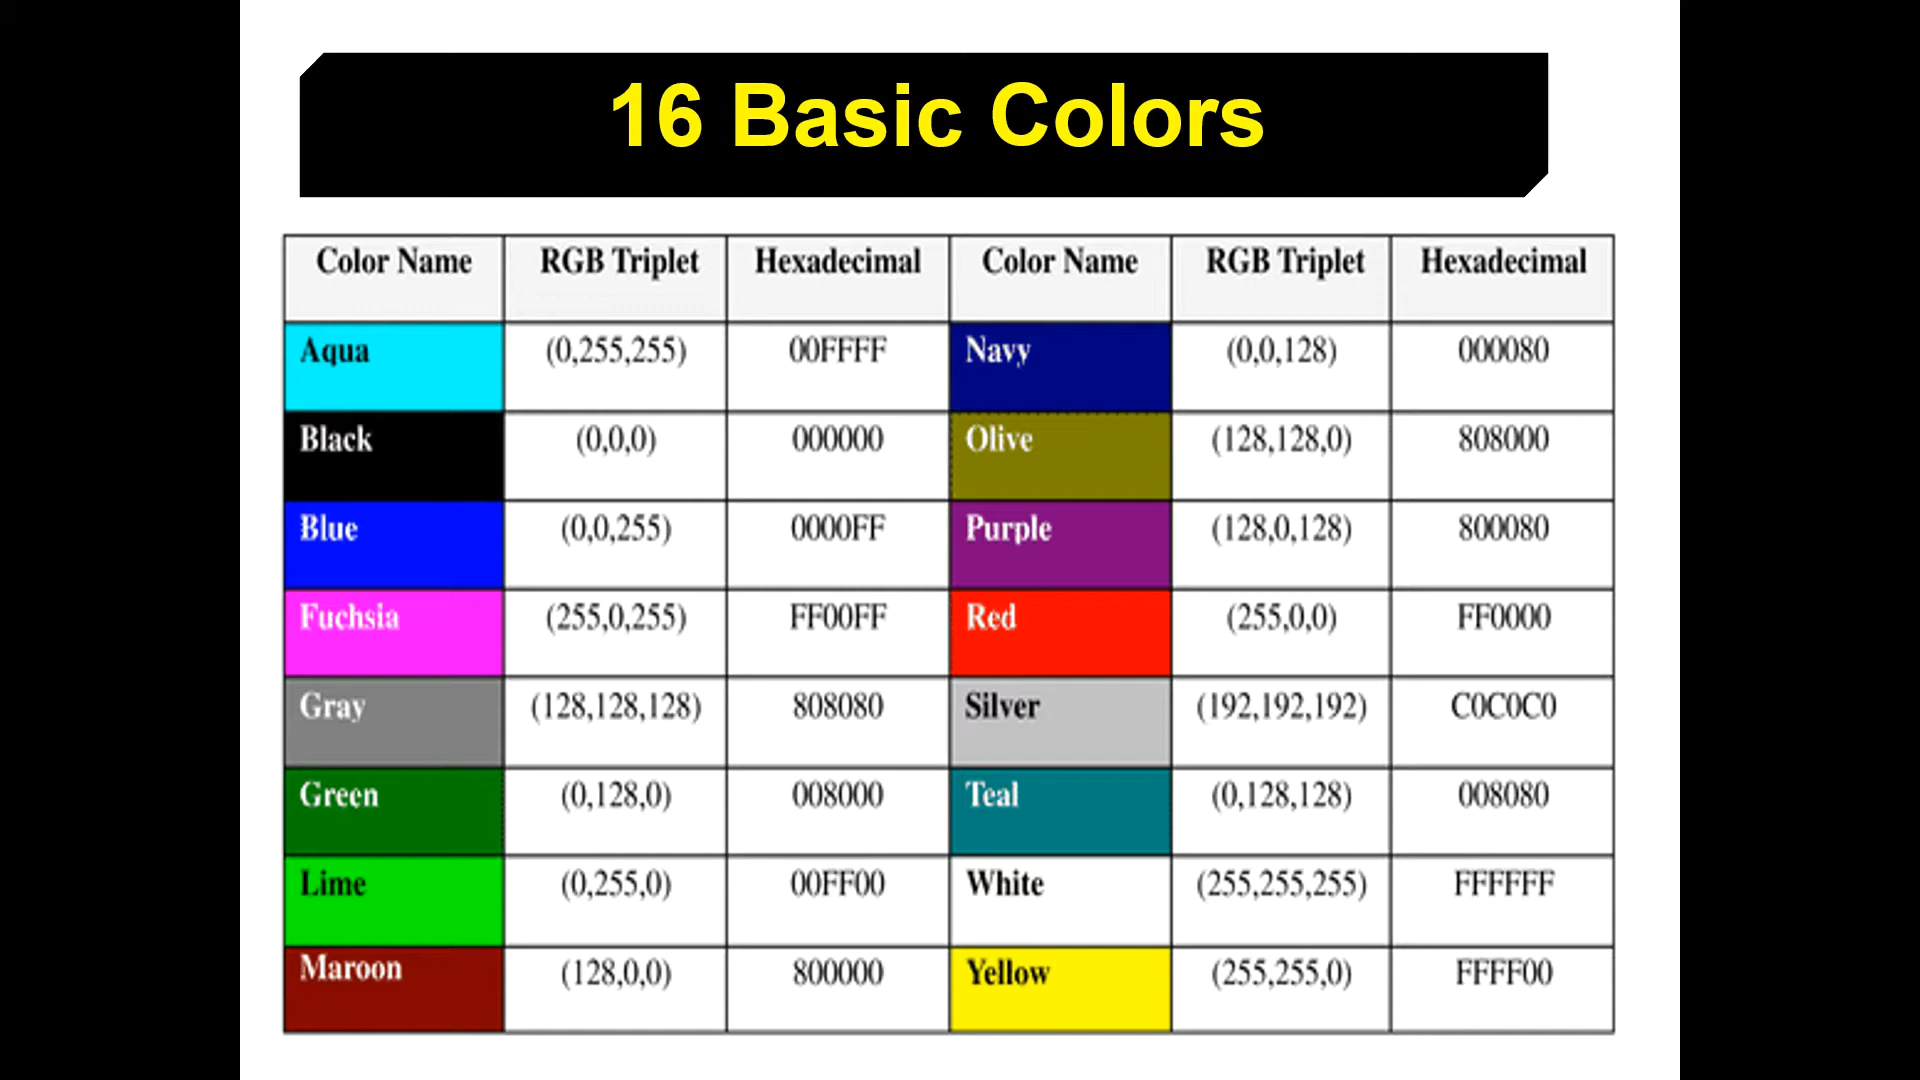 16 Basic Colors
Color Name RGB Triplet Hexadecimal Color Name RGB Triplet Hexadecimal
Aqua (0,255,255) 00FFFF Navy (0,0,128) 000080
Black (0,0,0) 000000 Olive (128,128,0) 808000
Blue (0,0,255) 0000FF Purple (128,0,128) 800080
Fuchsia (255,0,255) FF00FF Red (255,0,0) FF0000
Gray (128,128,128) 808080 Silver (192,192,192) C0C0C0
Green (0,128,0) 008000 Teal (0,128,128) 008080
Lime (0,255,0) 00FF00 White (255,255,255) FFFFFF
Maroon (128,0,0) 800000 Yellow (255,255,0) FFFF00